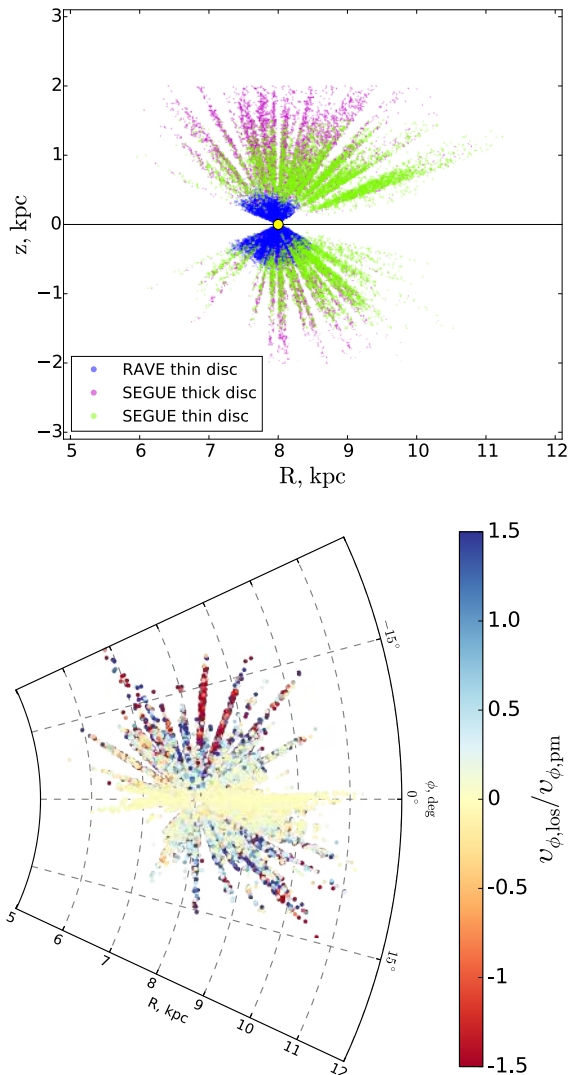 3
2
1
0
−1
−2
−3
z, kpc
RAVE thin disc
SEGUE thick disc
SEGUE thin disc
5 6 7 8 9 10 11 12
R, kpc
−15°
0°
15°
ϕ, deg
5 6 7 8 9 10 11 12
R, kpc
1.5
1.0
0.5
0
-0.5
-1
-1.5
υϕ,los/υϕ,pm